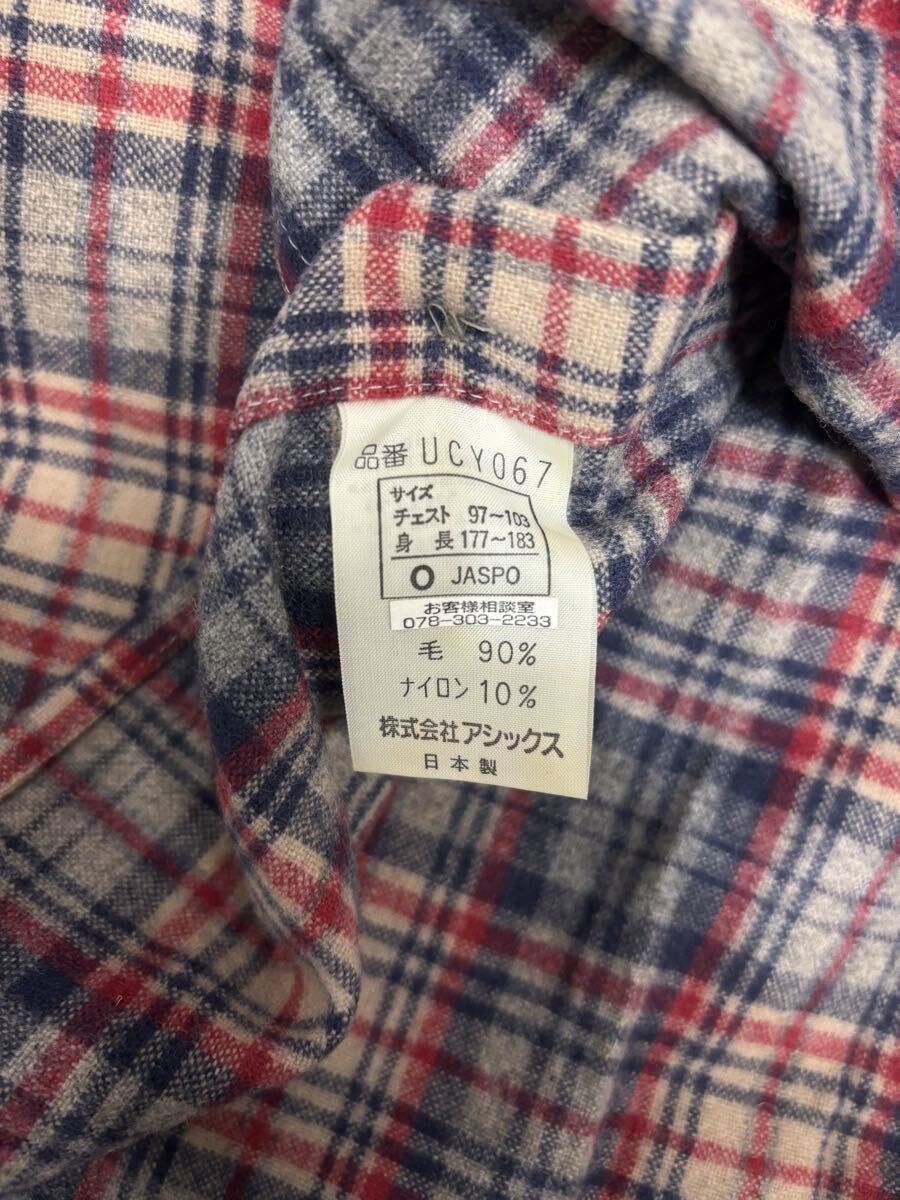 品番 UCY067
サイズ
チェスト 97~103
身長 177~183
O JASPO
お客様相談室
078-303-2233
毛 90%
ナイロン 10%
株式会社アシックス
日本製